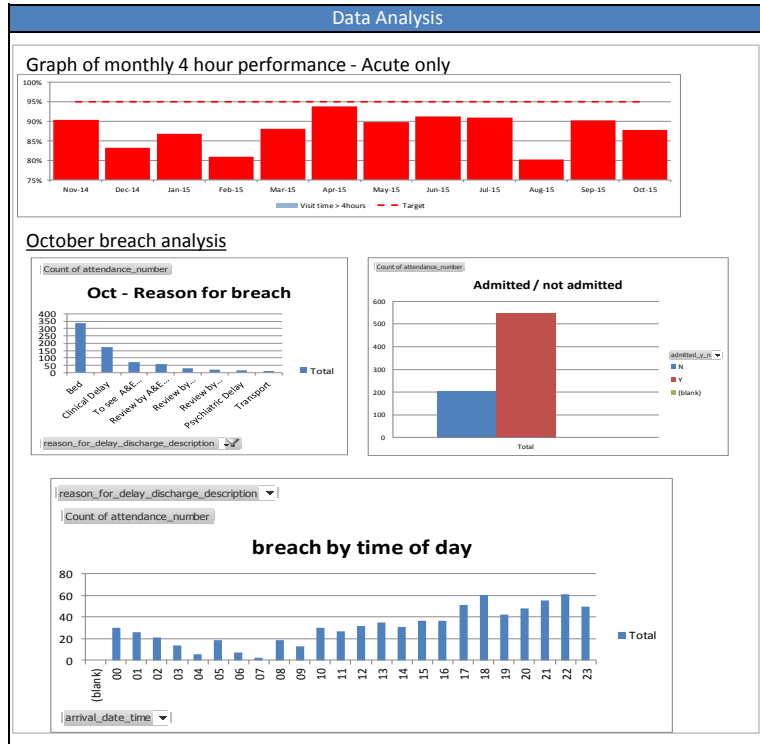 Data Analysis
Graph of monthly 4 hour performance - Acute only
100%
95%
90%
85%
80%
75%
Nov-14 Dec-14 Jan-15 Feb-15 Mar-15 Apr-15 May-15 Jun-15 Jul-15 Aug-15 Sep-15 Oct-15
Visit time > 4hours Target
October breach analysis
Count of attendance_number
Oct - Reason for breach
400
350
300
250
200
150
100
50
0
Bed
Clinical Delay
To see A&E...
Review by A&E...
Review by...
Review by...
Psychiatric Delay
Transport
Total
reason_for_delay_discharge_description
Count of attendance_number
Admitted / not admitted
600
500
400
300
200
100
0
Total
admitted_y_n
N
Y
(blank)
reason_for_delay_discharge_description
Count of attendance_number
breach by time of day
80
60
40
20
0
(blank) 00 01 02 03 04 05 06 07 08 09 10 11 12 13 14 15 16 17 18 19 20 21 22 23
Total
arrival_date_time